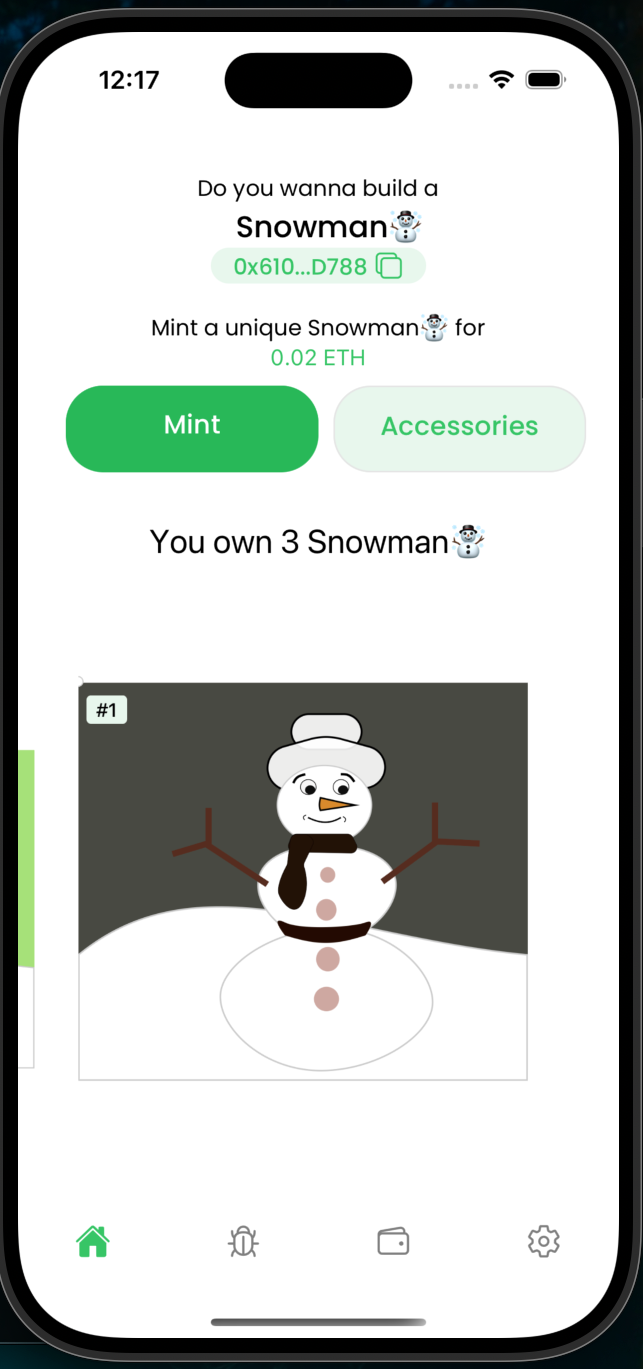 12:17
Do you wanna build a
Snowman☃️
0x610...D788
Mint a unique Snowman☃️ for
0.02 ETH
Mint
Accessories
You own 3 Snowman☃️
#1